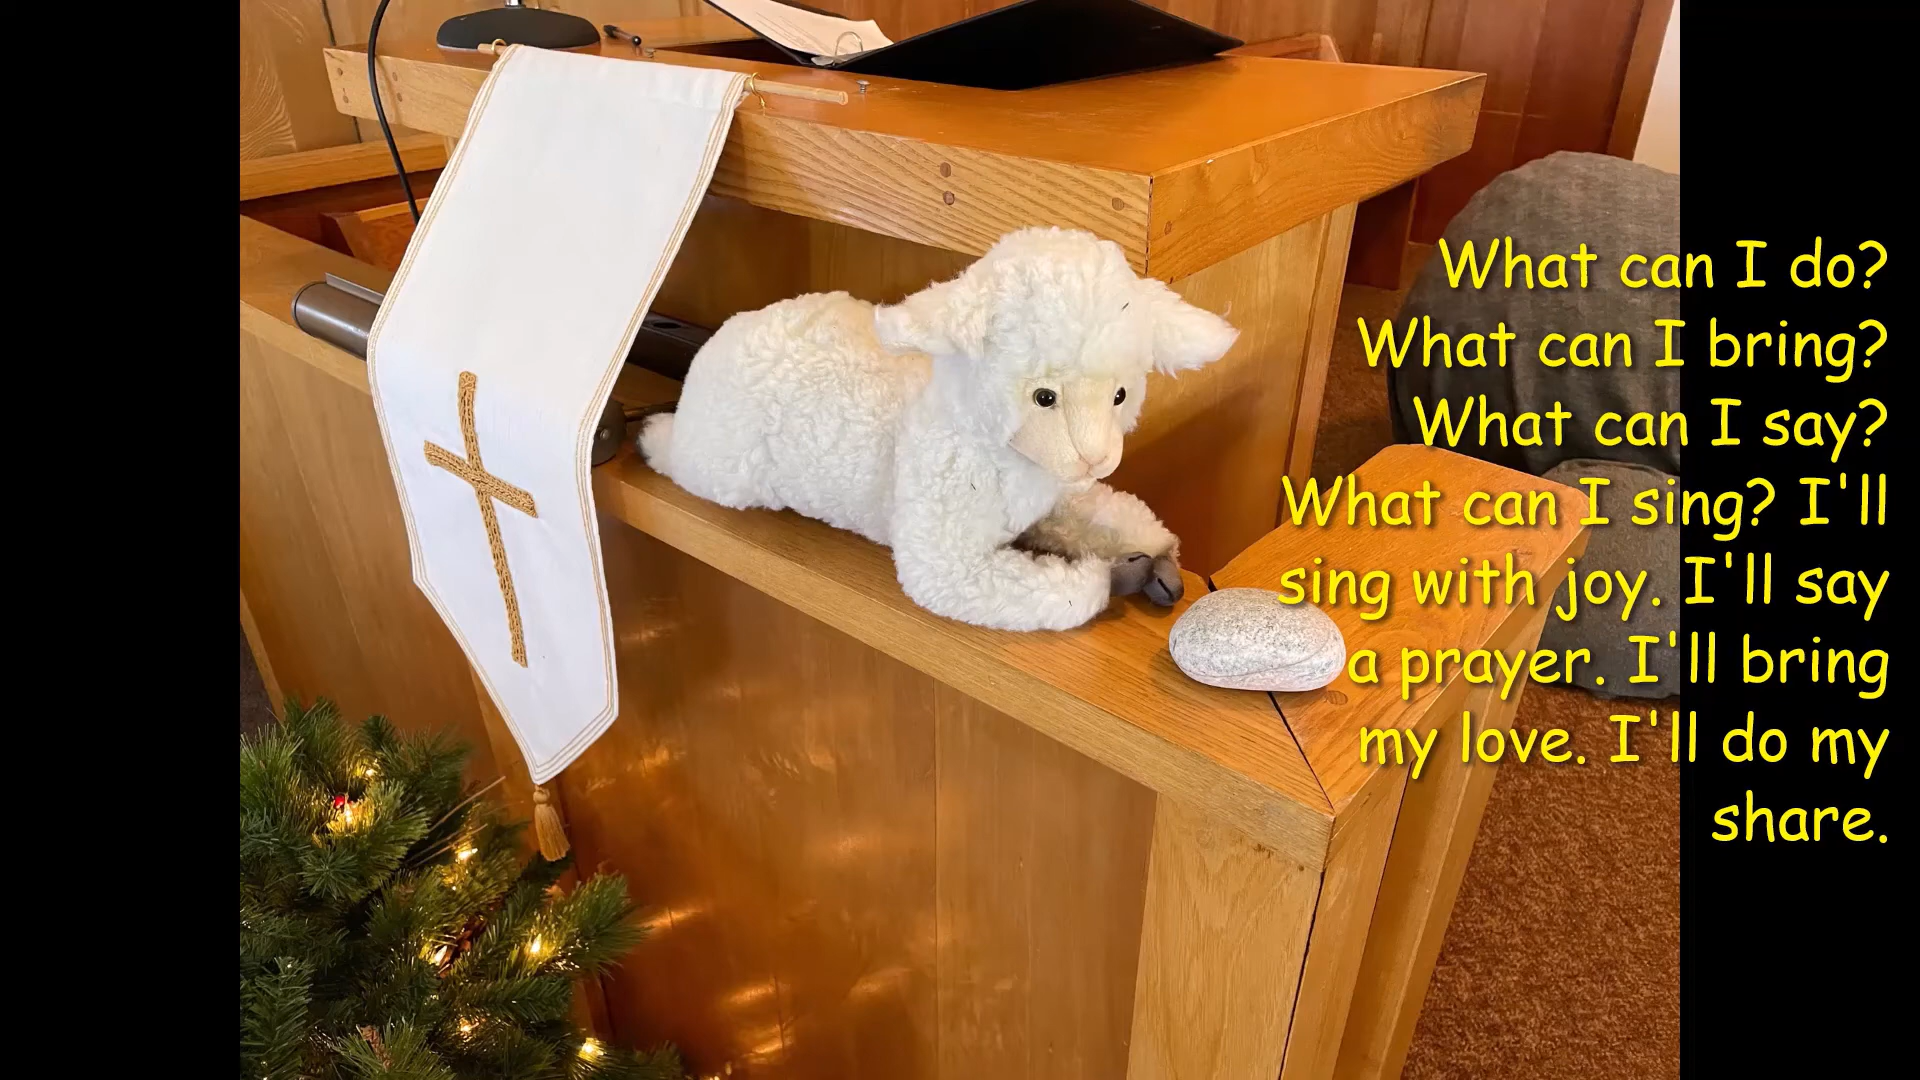 What can I do?
What can I bring?
What can I say?
What can I sing? I'll
sing with joy. I'll say
a prayer. I'll bring
my love. I'll do my
share.